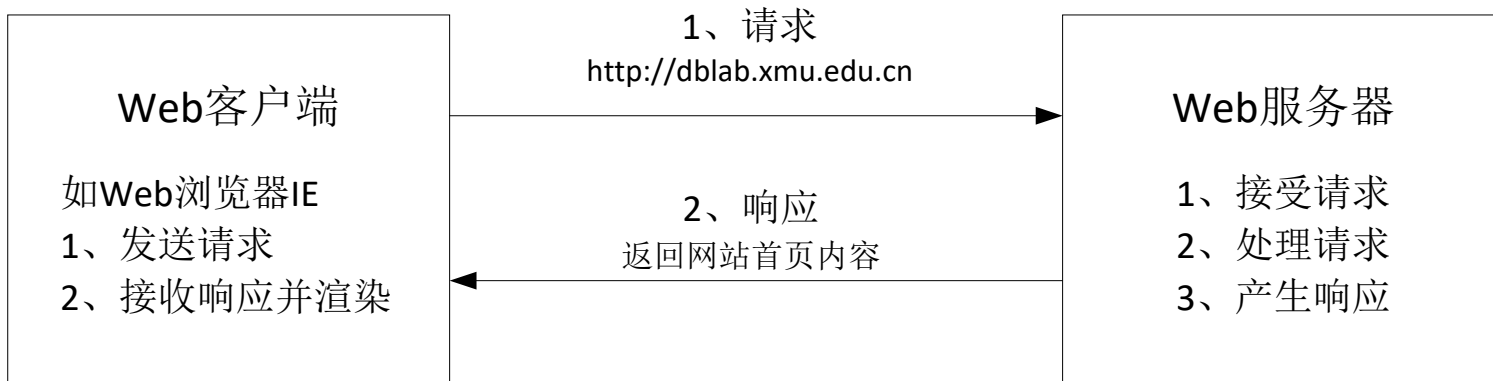 Web客户端
如Web浏览器IE
1、发送请求
2、接收响应并渲染
1、请求
http://dblab.xmu.edu.cn
2、响应
返回网站首页内容
Web服务器
1、接受请求
2、处理请求
3、产生响应